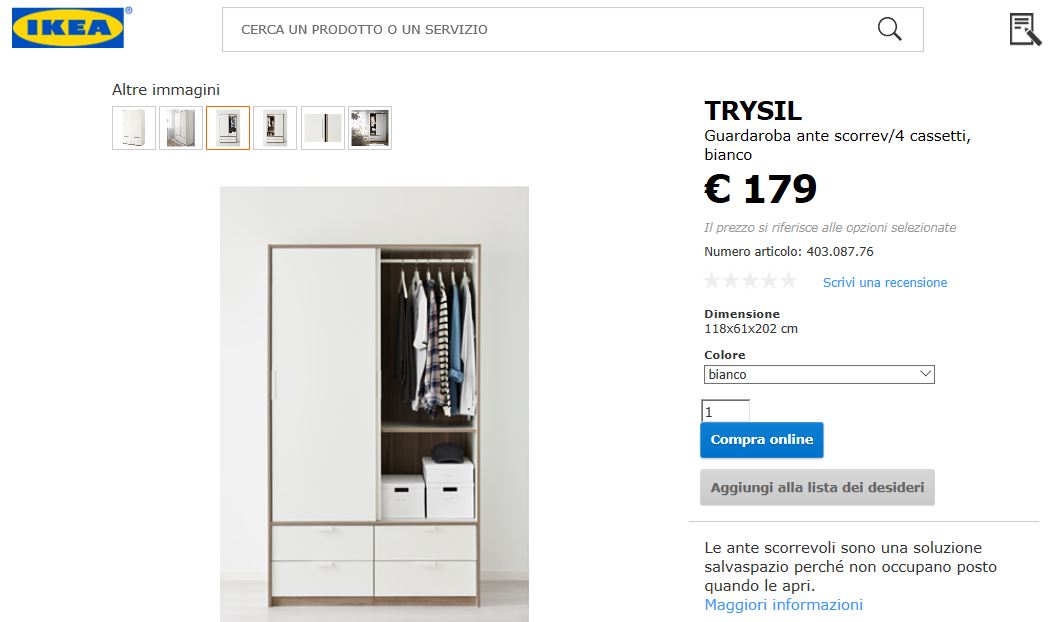 IKEA®
CERCA UN PRODOTTO O UN SERVIZIO
Altre immagini
TRYSIL
Guardaroba ante scorrev/4 cassetti,
bianco
€ 179
Il prezzo si riferisce alle opzioni selezionate
Numero articolo: 403.087.76
Scrivi una recensione
Dimensione
118x61x202 cm
Colore
bianco
1
Compra online
Aggiungi alla lista dei desideri
Le ante scorrevoli sono una soluzione
salvaspazio perché non occupano posto
quando le apri.
Maggiori informazioni